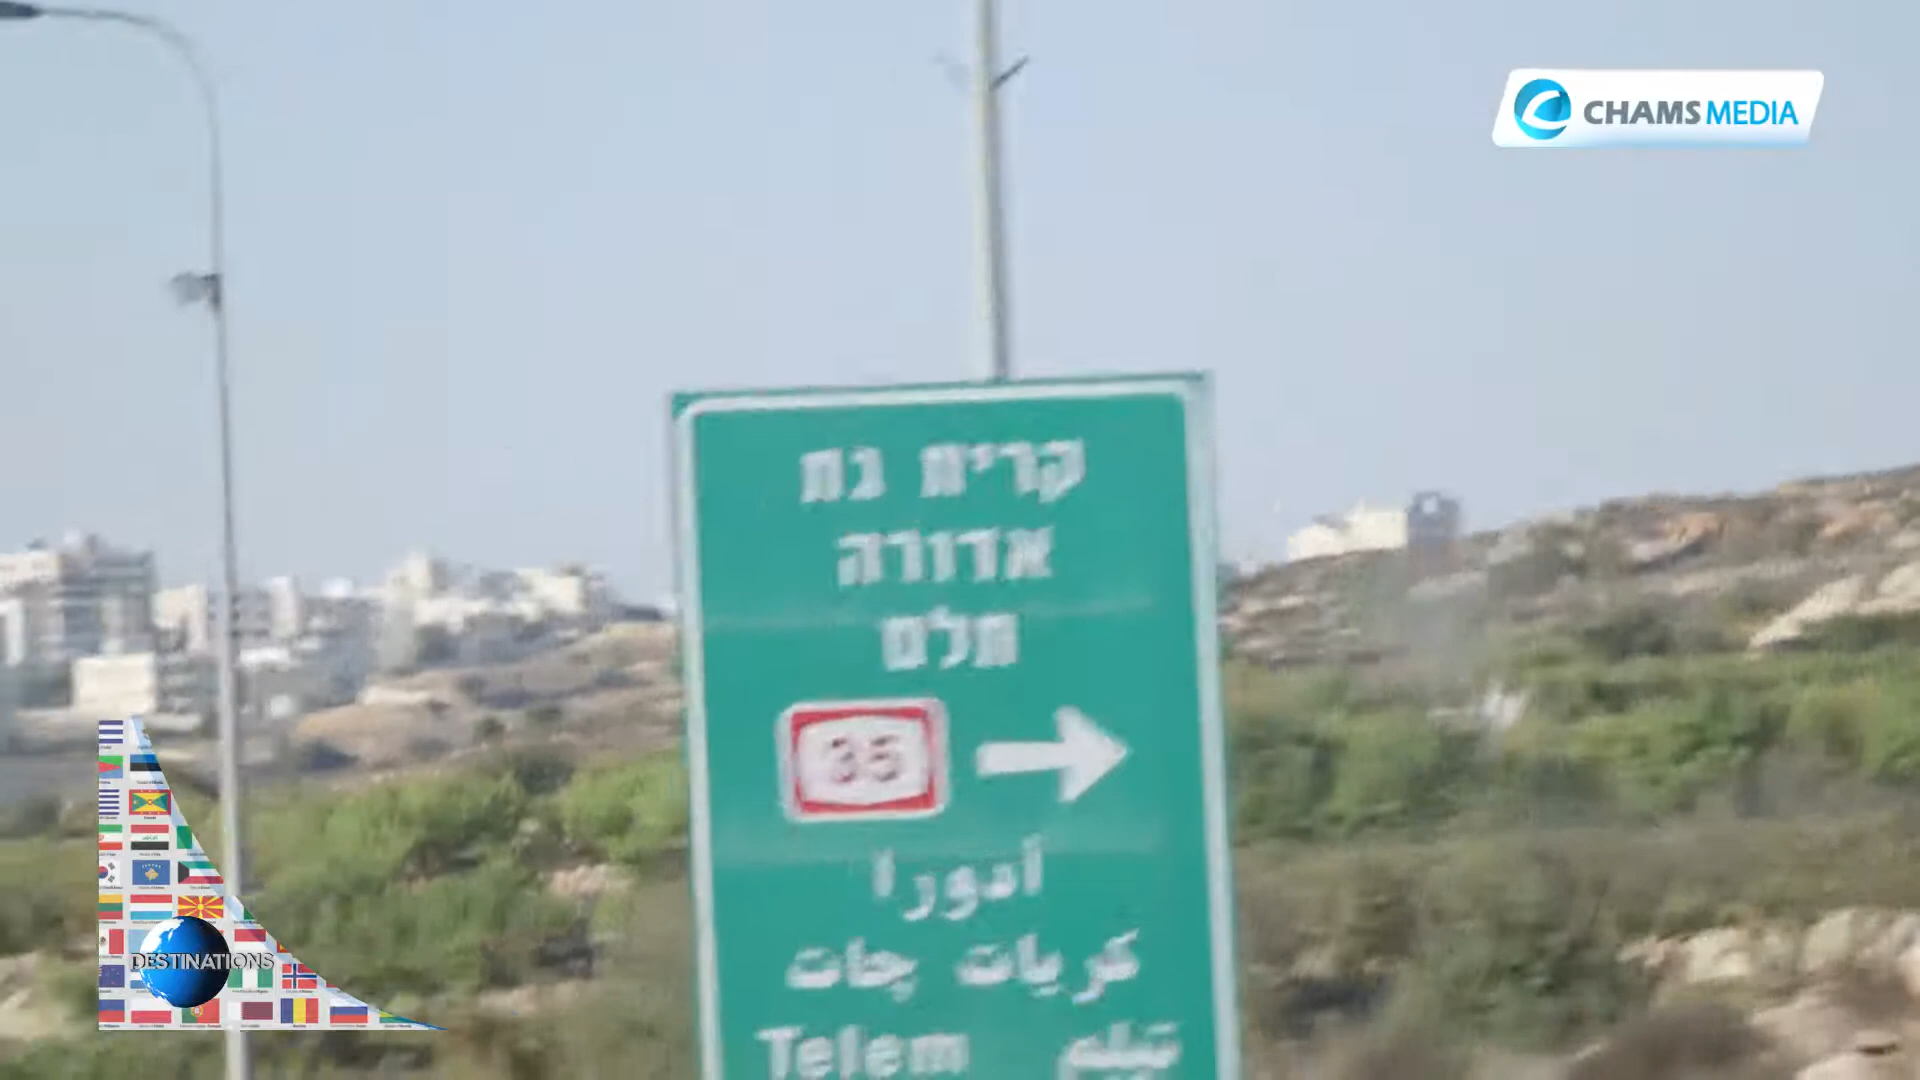 CHAMS MEDIA
קרית גת
אדורה
תלם
35
ادورا
كريات جات
Telem تيلم
DESTINATIONS